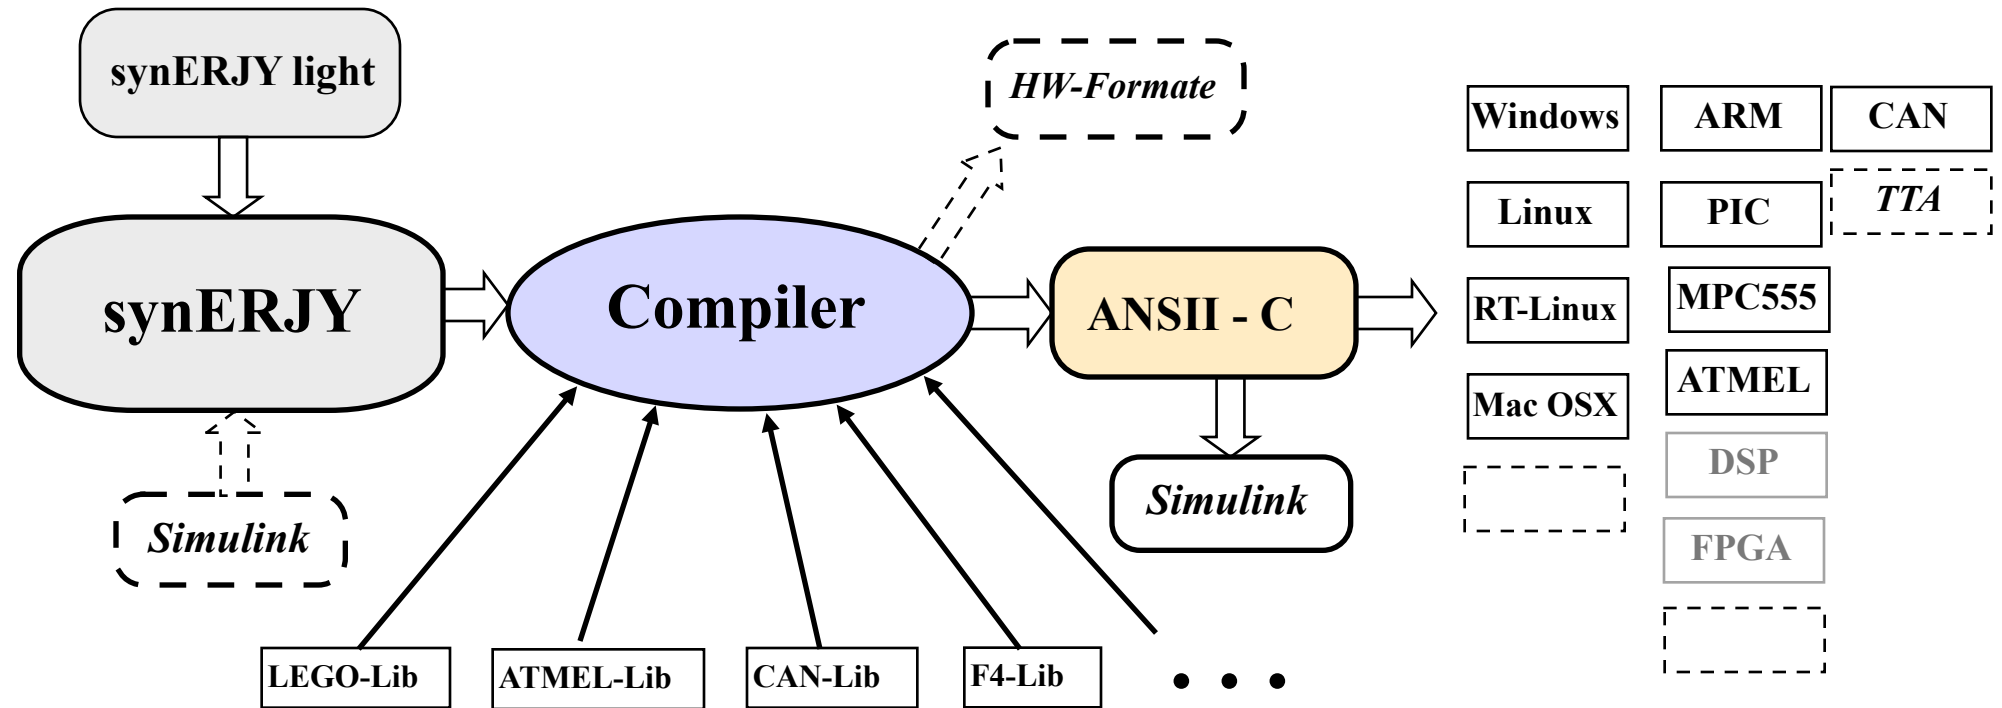 synERJY light
HW-Formate
Windows
ARM
CAN
TTA
Linux
PIC
synERJY
Compiler
ANSII - C
RT-Linux
MPC555
Mac OSX
ATMEL
DSP
Simulink
Simulink
FPGA
LEGO-Lib
ATMEL-Lib
CAN-Lib
F4-Lib
• • •